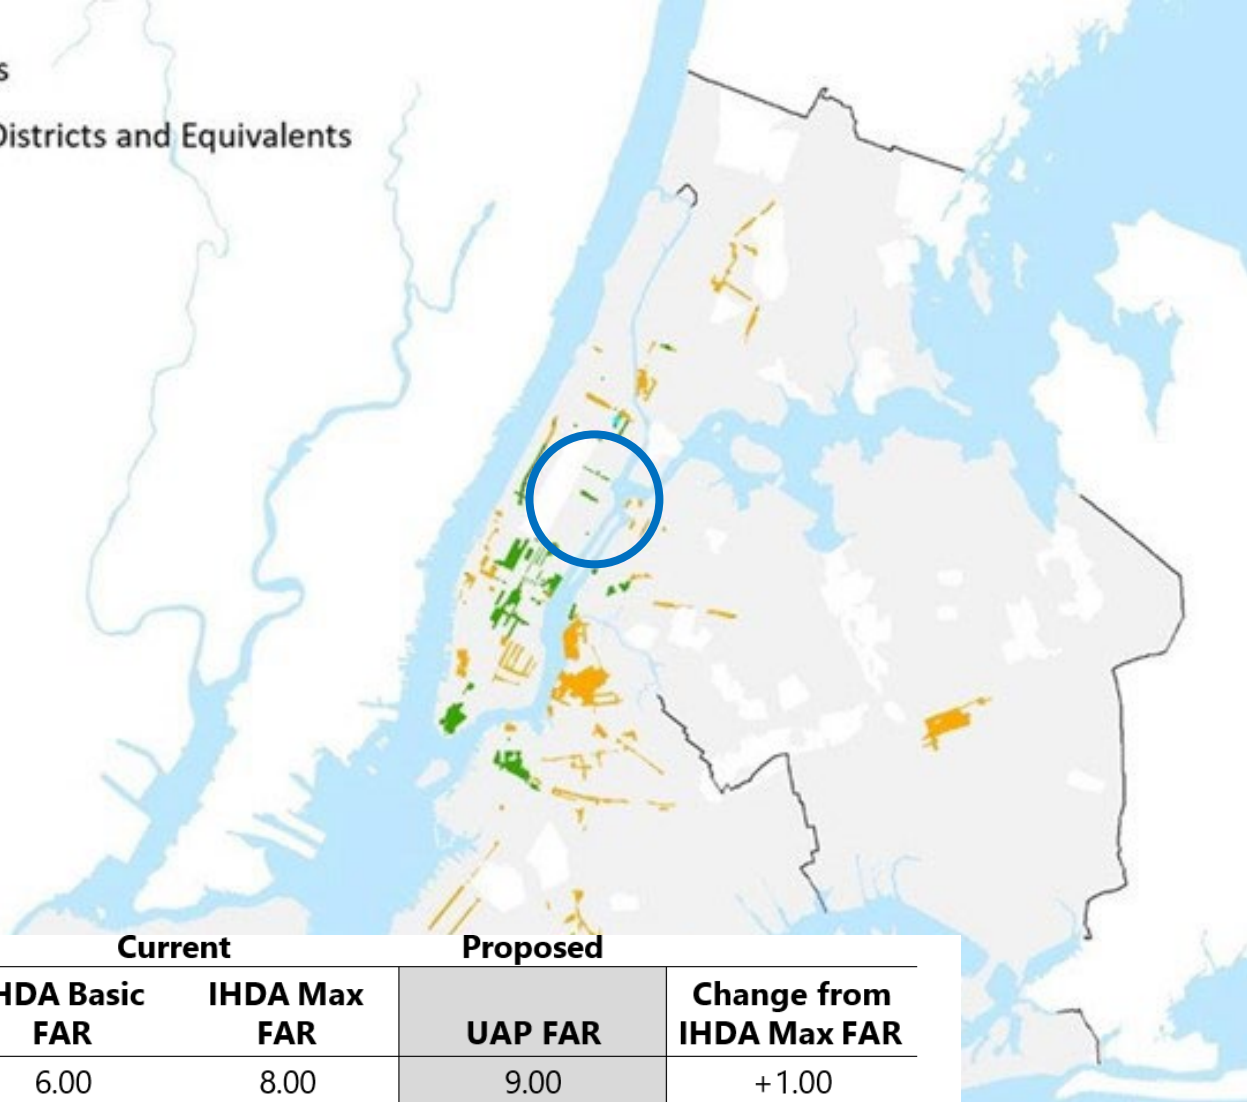 s
Districts and Equivalents
Current Proposed
HDA Basic FAR IHDA Max FAR UAP FAR Change from IHDA Max FAR
6.00 8.00 9.00 +1.00